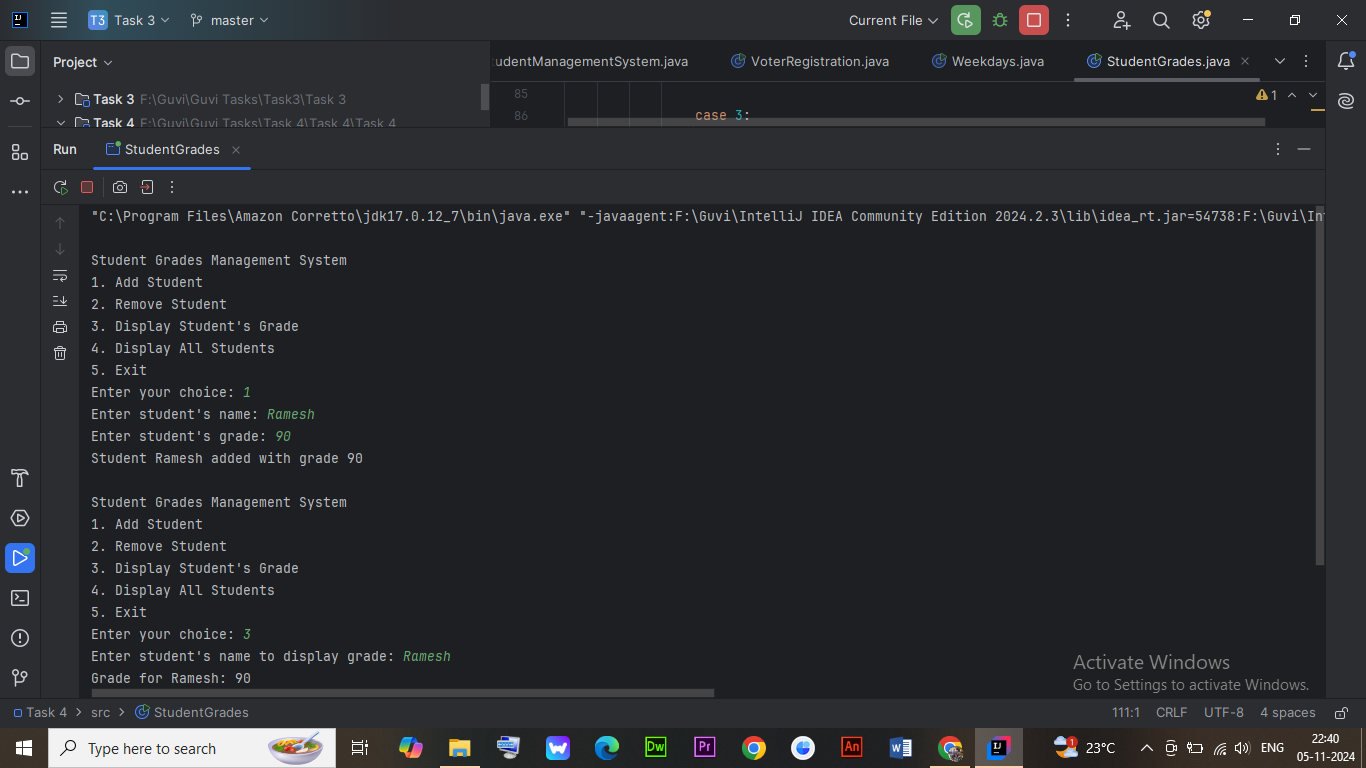 T3 Task 3 master Current File
Project
udentManagementSystem.java VoterRegistration.java Weekdays.java StudentGrades.java
Task 3 F:\Guvi\Guvi Tasks\Task3\Task 3
85
1
Task 4 F:\Guvi\Guvi Tasks\Task 4\Task 4\Task 4
86 case 3:
Run StudentGrades
"C:\Program Files\Amazon Corretto\jdk17.0.12_7\bin\java.exe" "-javaagent:F:\Guvi\IntelliJ IDEA Community Edition 2024.2.3\lib\idea_rt.jar=54738:F:\Guvi\In
Student Grades Management System
1. Add Student
2. Remove Student
3. Display Student's Grade
4. Display All Students
5. Exit
Enter your choice: 1
Enter student's name: Ramesh
Enter student's grade: 90
Student Ramesh added with grade 90
Student Grades Management System
1. Add Student
2. Remove Student
3. Display Student's Grade
4. Display All Students
5. Exit
Enter your choice: 3
Enter student's name to display grade: Ramesh
Grade for Ramesh: 90
Activate Windows
Go to Settings to activate Windows.
Task 4 > src > StudentGrades
111:1 CRLF UTF-8 4 spaces
Type here to search
Dw Pr An 1 23°C ENG
22:40
05-11-2024